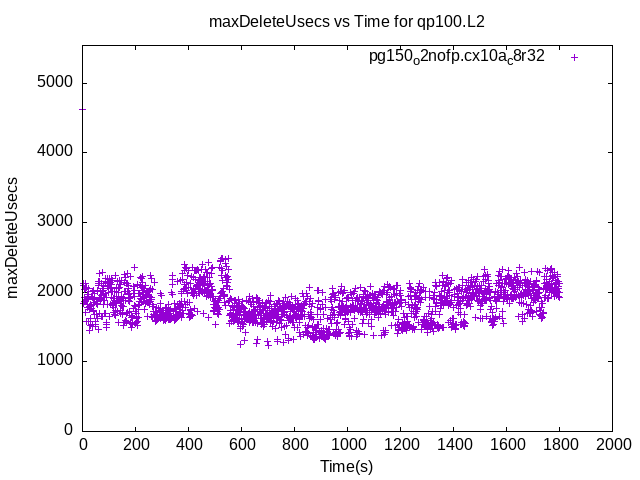 maxDeleteUsecs vs Time for qp100.L2
pg150o2nofp.cx10ac8r32
maxDeleteUsecs
5000
4000
3000
2000
1000
0
0 200 400 600 800 1000 1200 1400 1600 1800 2000
Time(s)